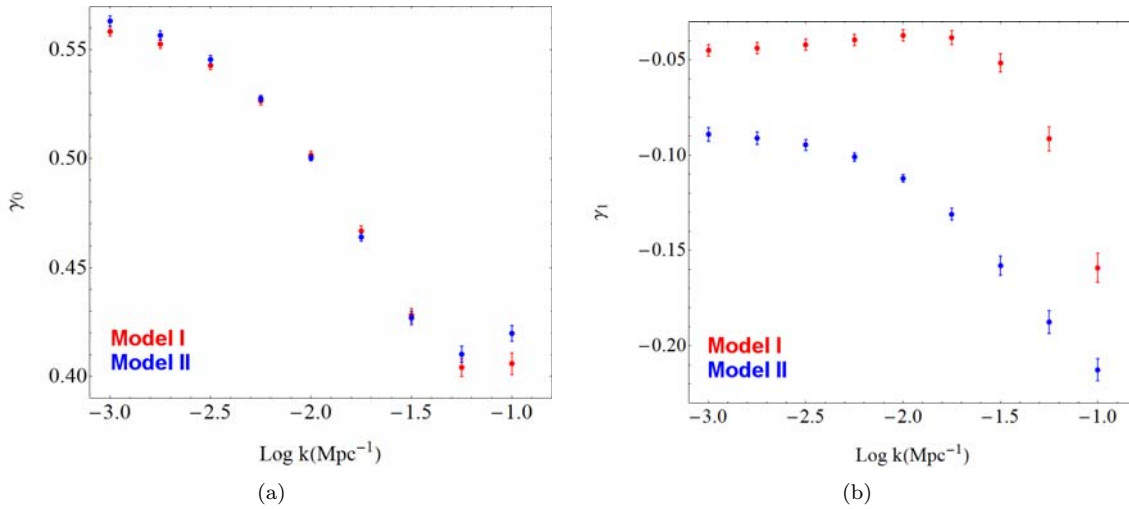 0.55
0.50
0.45
0.40
γ₀
Model I
Model II
−3.0 −2.5 −2.0 −1.5 −1.0
Log k(Mpc⁻¹)
(a)
−0.05
−0.10
−0.15
−0.20
γ₁
Model I
Model II
−3.0 −2.5 −2.0 −1.5 −1.0
Log k(Mpc⁻¹)
(b)